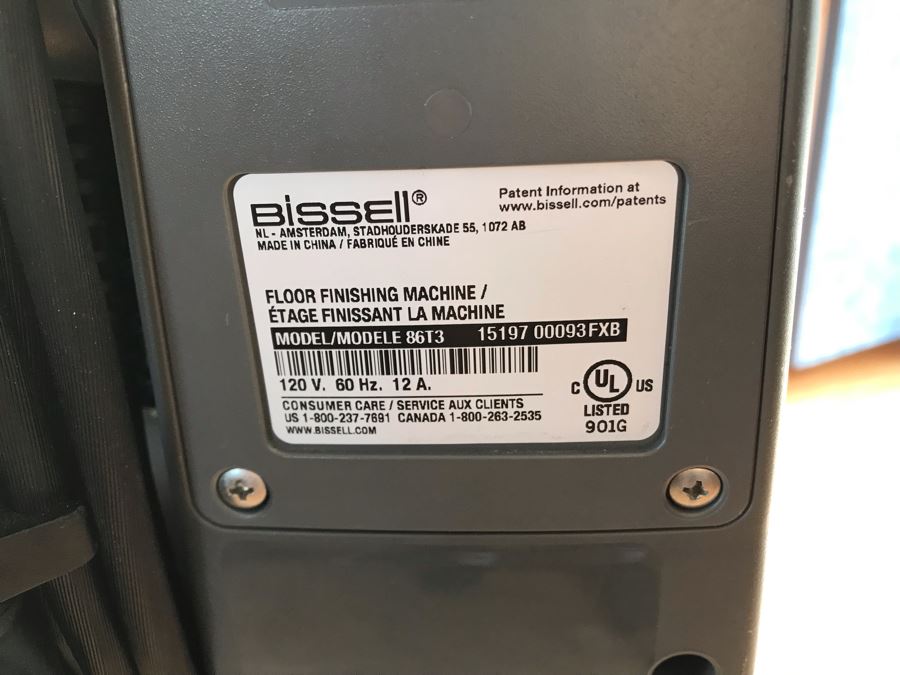 BISSELL®
Patent Information at
www.bissell.com/patents
NL - AMSTERDAM, STADHOUDERSKADE 55, 1072 AB
MADE IN CHINA / FABRIQUÉ EN CHINE
FLOOR FINISHING MACHINE /
ÉTAGE FINISSANT LA MACHINE
MODEL/MODELE 86T3 15197 00093FXB
120 V. 60 Hz. 12 A.
CONSUMER CARE / SERVICE AUX CLIENTS
US 1-800-237-7691 CANADA 1-800-263-2535
WWW.BISSELL.COM
C UL US
LISTED
901G